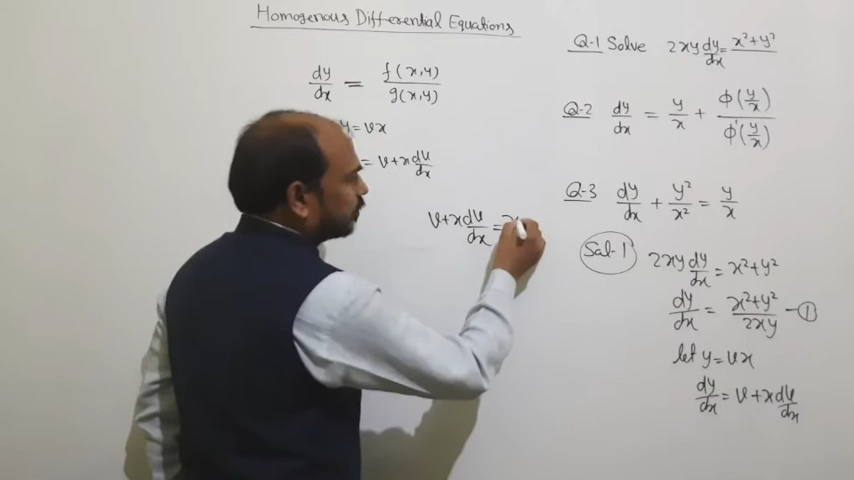 Homogenous Differential Equations
dy/dx = f(x,y)/g(x,y)
y = vx
= v+x dv/dx
v+x dv/dx = x
Q-1 Solve 2xy dy/dx = x²+y²
Q-2 dy/dx = y/x + φ(y/x)/φ'(y/x)
Q-3 dy/dx + y²/x² = y/x
Sol-1 2xy dy/dx = x²+y²
dy/dx = x²+y²/2xy —①
let y = vx
dy/dx = v+x dv/dx